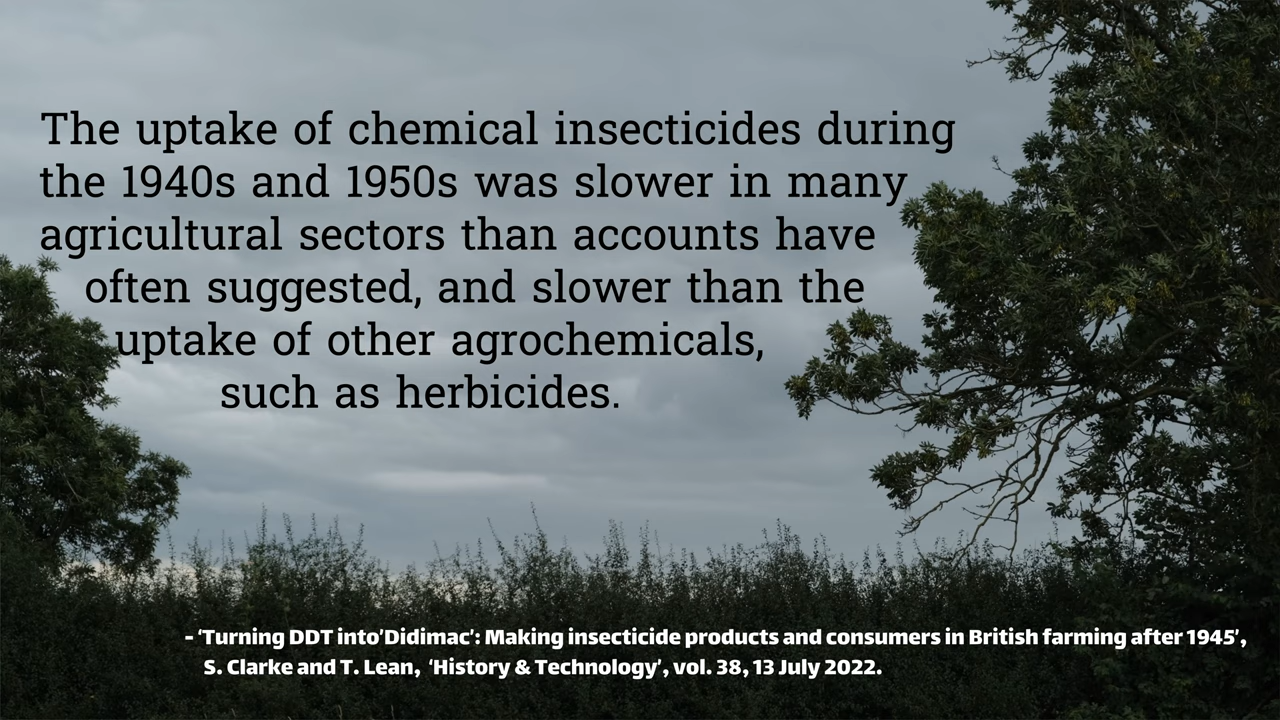 The uptake of chemical insecticides during
the 1940s and 1950s was slower in many
agricultural sectors than accounts have
often suggested, and slower than the
uptake of other agrochemicals,
such as herbicides.
- ‘Turning DDT into’Didimac’: Making insecticide products and consumers in British farming after 1945’,
S. Clarke and T. Lean, ‘History & Technology’, vol. 38, 13 July 2022.